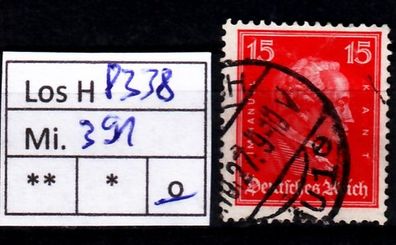 Los H 8338
Mi. 391
** * o
15 15
IMMANUEL KANT
Deutsches Reich